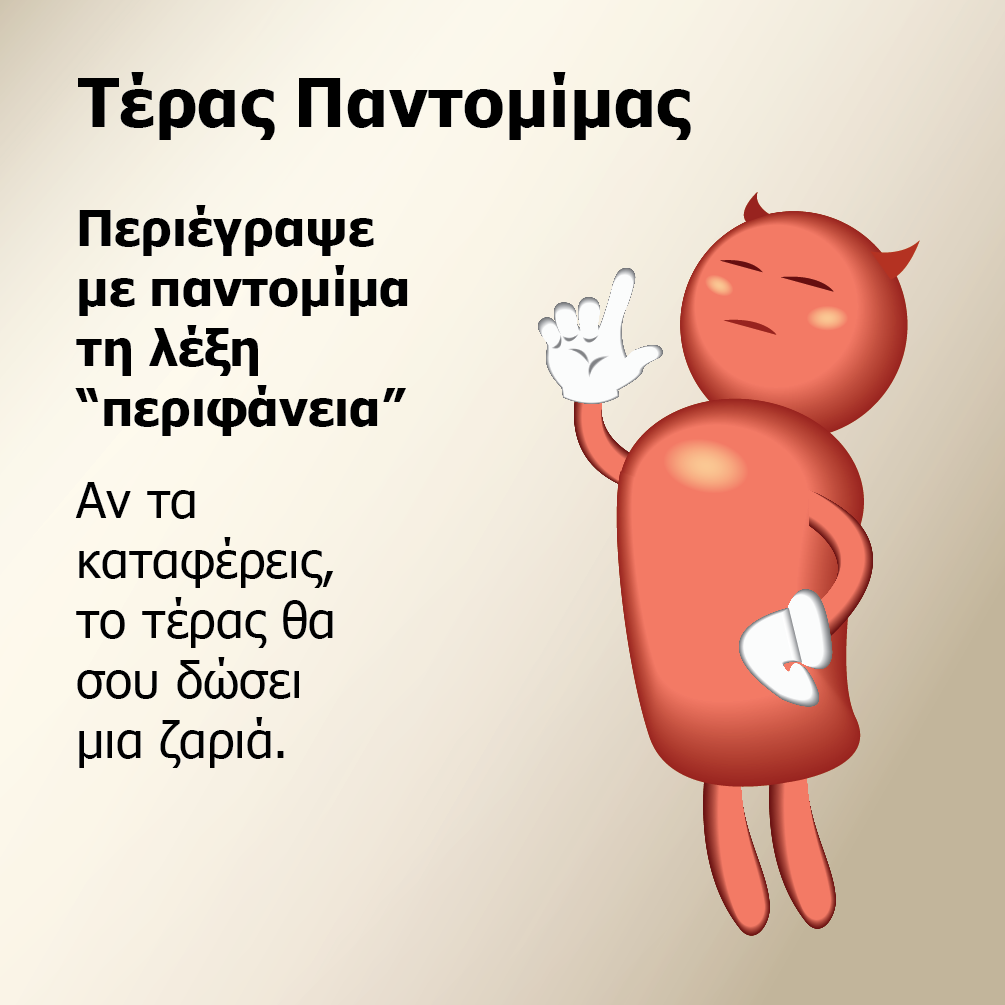 Τέρας Παντομίμας
Περιέγραψε
με παντομίμα
τη λέξη
“περιφάνεια”
Αν τα
καταφέρεις,
το τέρας θα
σου δώσει
μια ζαριά.